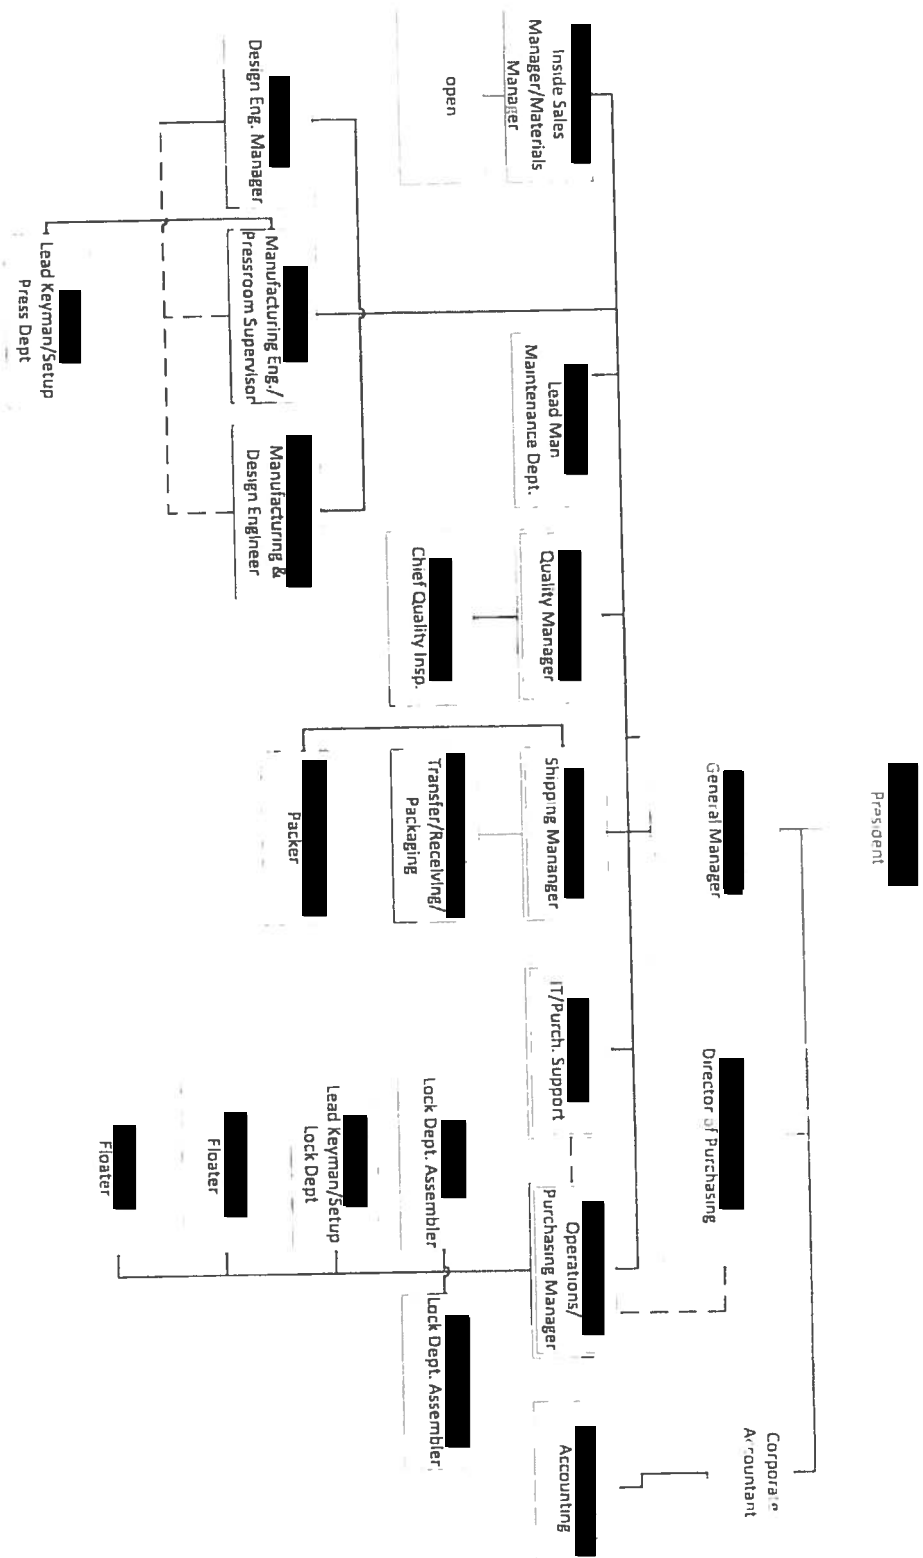 President
General Manager
Director of Purchasing
Corporate
Accountant
Inside Sales
Manager/Materials
Manager
open
Lead Man
Maintenance Dept.
Quality Manager
Chief Quality Insp.
Shipping Mananger
Transfer/Receiving/
Packaging
Packer
IT/Purch. Support
Operations/
Purchasing Manager
Accounting
Design Eng. Manager
Manufacturing Eng./
Pressroom Supervisor
Manufacturing &
Design Engineer
Lead Keyman/Setup
Press Dept
Lock Dept. Assembler
Lock Dept. Assembler
Lead Keyman/Setup
Lock Dept
Floater
Floater